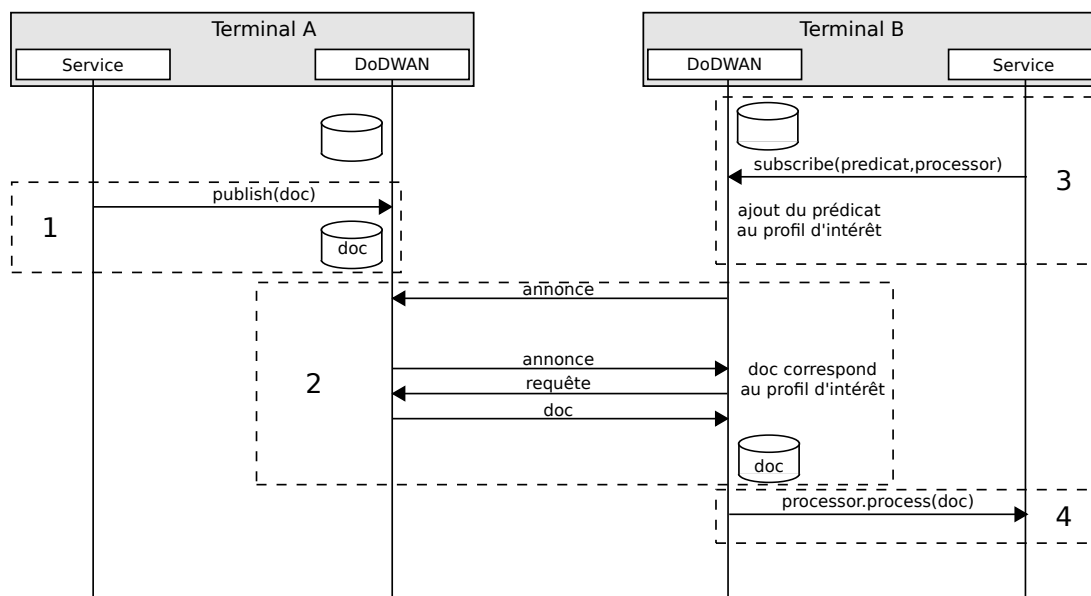 Terminal A
Terminal B
Service
DoDWAN
DoDWAN
Service
subscribe(predicat,processor)
3
publish(doc)
1
ajout du prédicat
au profil d'intérêt
doc
annonce
2
annonce
doc correspond
au profil d'intérêt
requête
doc
doc
processor.process(doc)
4